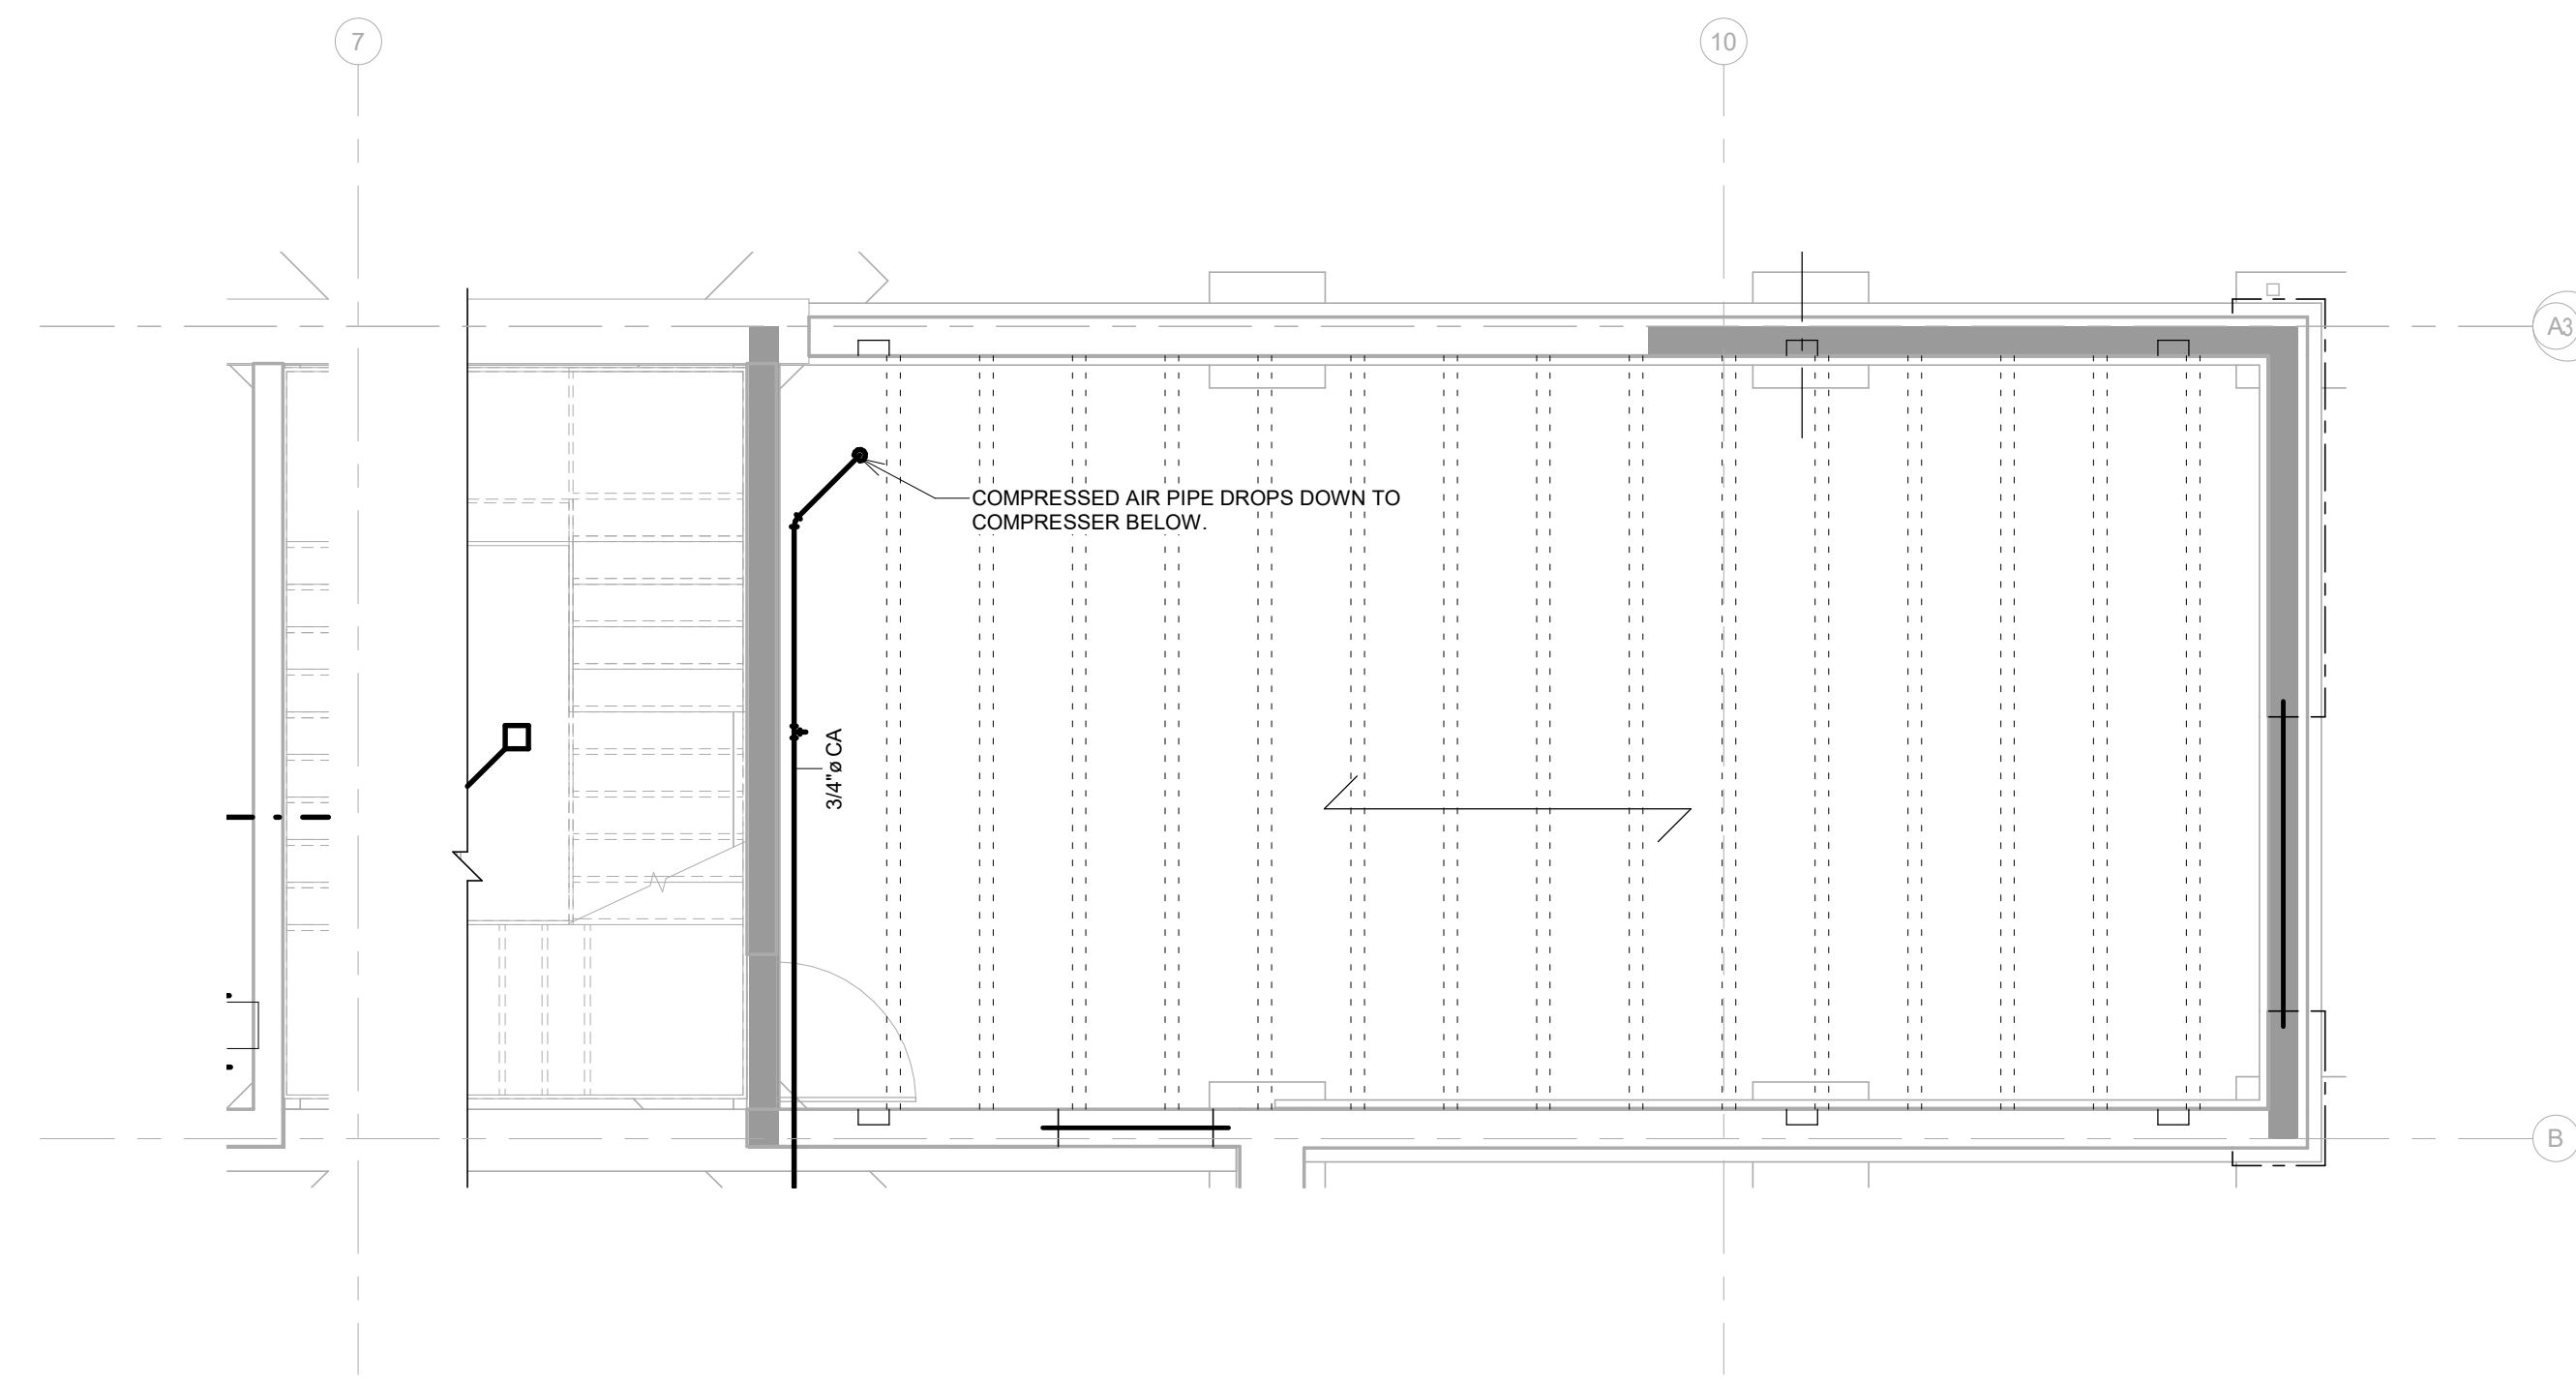 7
10
A3
COMPRESSED AIR PIPE DROPS DOWN TO
COMPRESSER BELOW.
3/4"ø CA
B